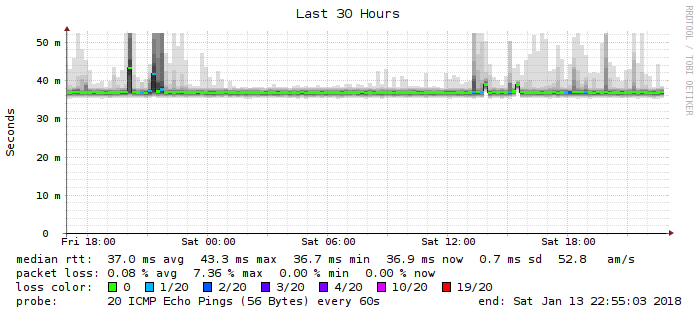 Last 30 Hours
RRDTOOL / TOBI OETIKER
Seconds
50 m
40 m
30 m
20 m
10 m
0
Fri 18:00 Sat 00:00 Sat 06:00 Sat 12:00 Sat 18:00
median rtt: 37.0 ms avg 43.3 ms max 36.7 ms min 36.9 ms now 0.7 ms sd 52.8 am/s
packet loss: 0.08 % avg 7.36 % max 0.00 % min 0.00 % now
loss color: 0 1/20 2/20 3/20 4/20 10/20 19/20
probe: 20 ICMP Echo Pings (56 Bytes) every 60s end: Sat Jan 13 22:55:03 2018